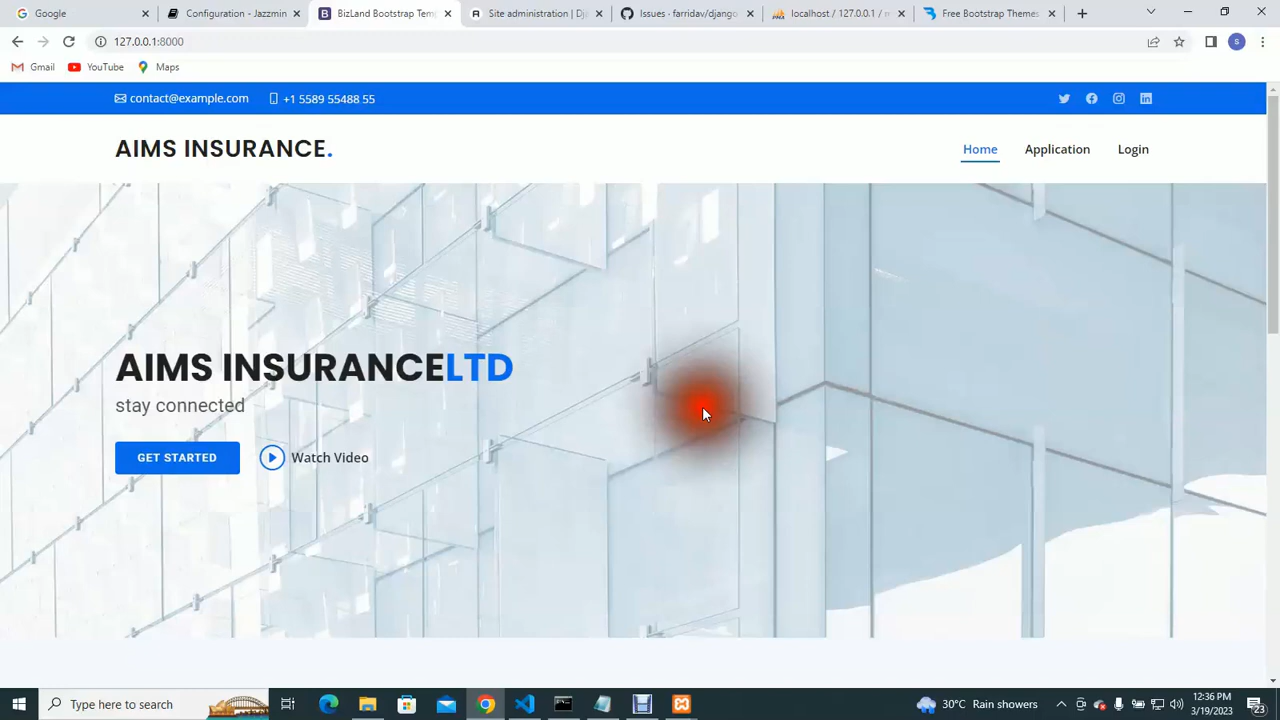 Google
Configuration - Jazzmin
BizLand Bootstrap Tem
Site administration | Dj
Issues - farridav/django
localhost / 127.0.0.1 / m
Free Bootstrap Themes
127.0.0.1:8000
S
Gmail
YouTube
Maps
contact@example.com
+1 5589 55488 55
AIMS INSURANCE.
Home
Application
Login
AIMS INSURANCELTD
stay connected
GET STARTED
Watch Video
Type here to search
30°C Rain showers
12:36 PM
3/19/2023
23